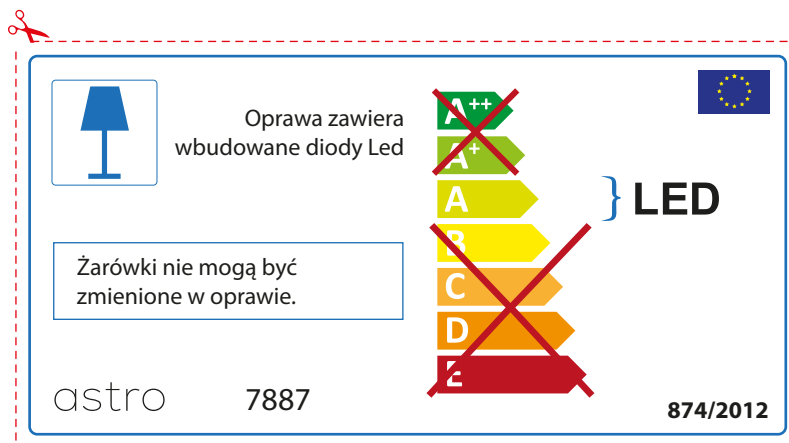 Oprawa zawiera
wbudowane diody Led
A++
A+
A
B
C
D
E
LED
Żarówki nie mogą być
zmienione w oprawie.
astro
7887
874/2012